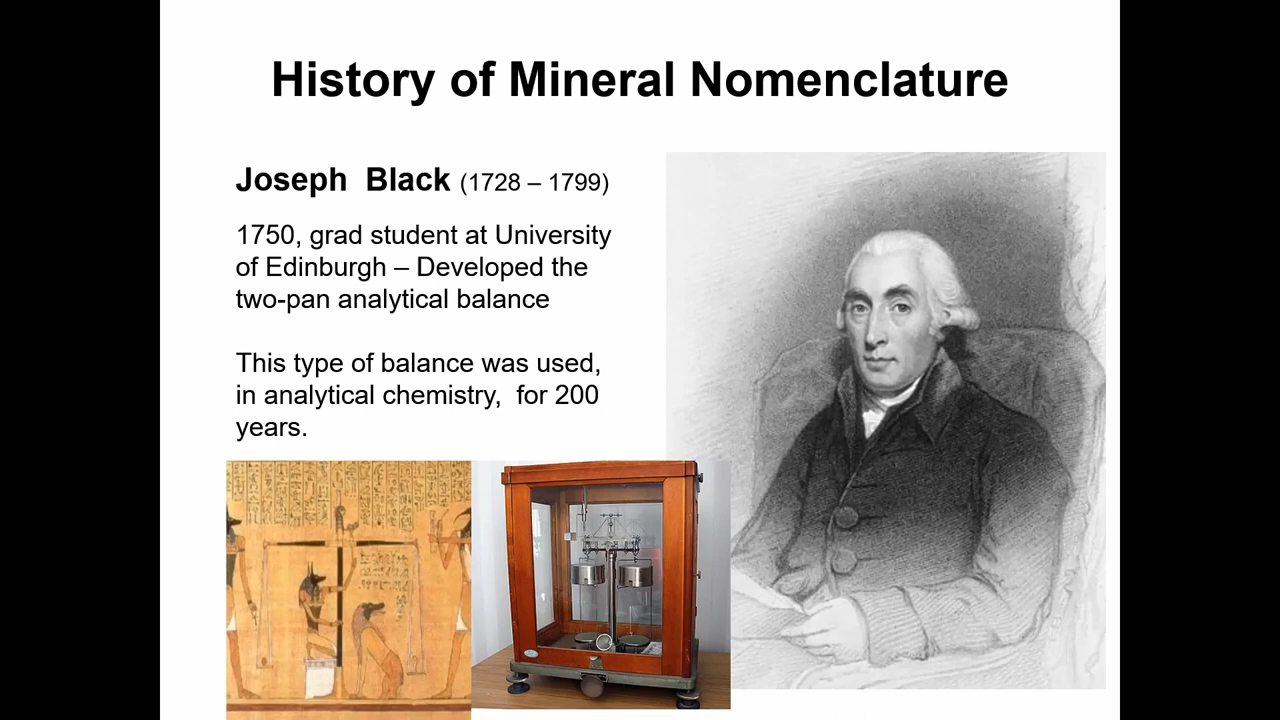 History of Mineral Nomenclature
Joseph  Black (1728 – 1799)
1750, grad student at University
of Edinburgh – Developed the
two-pan analytical balance
This type of balance was used,
in analytical chemistry,  for 200
years.